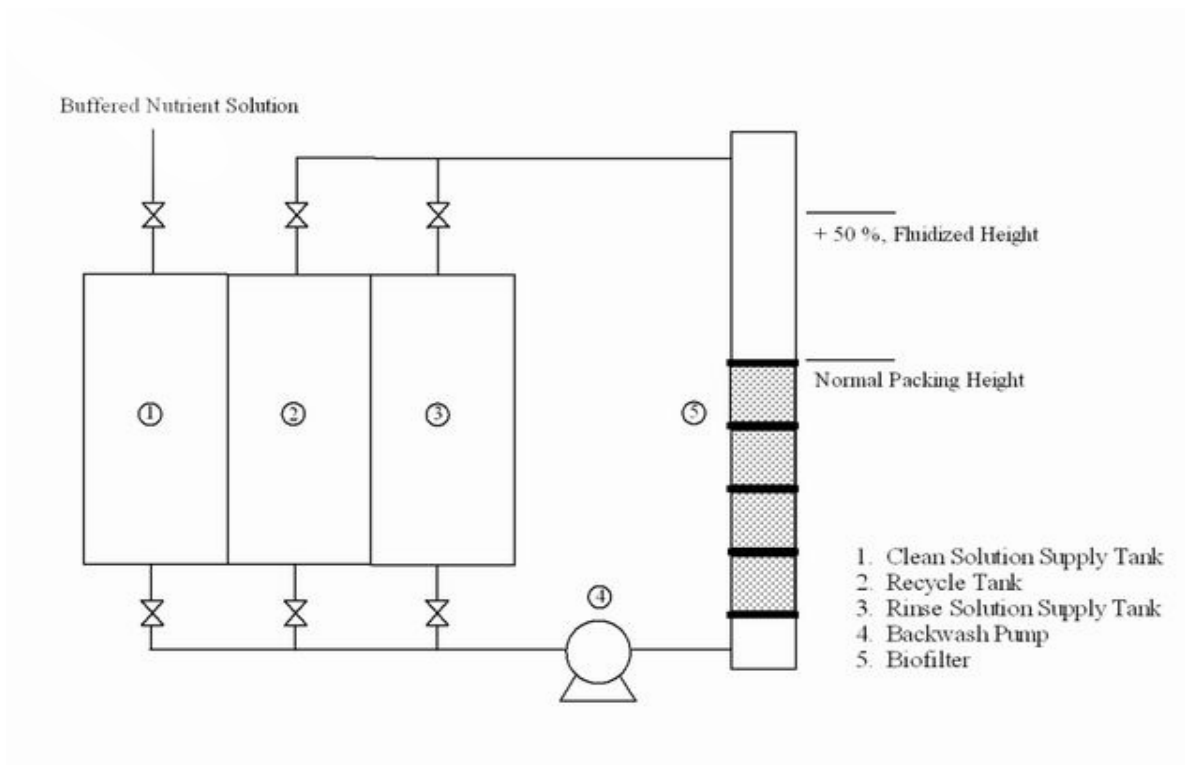 Buffered Nutrient Solution
+ 50 %, Fluidized Height
Normal Packing Height
1
2
3
5
4
1. Clean Solution Supply Tank
2. Recycle Tank
3. Rinse Solution Supply Tank
4. Backwash Pump
5. Biofilter